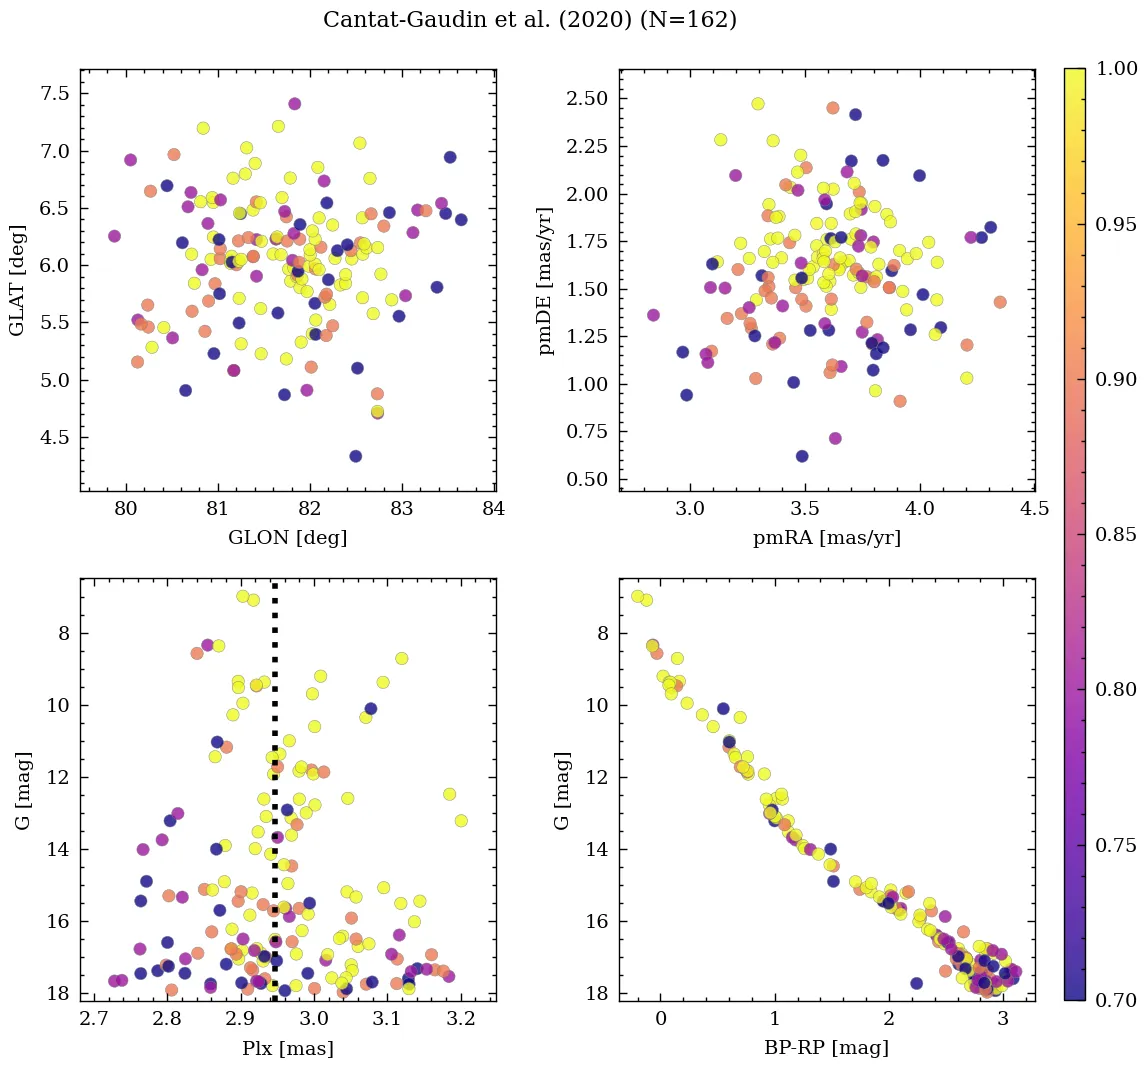 Cantat-Gaudin et al. (2020) (N=162)
7.5
7.0
6.5
6.0
5.5
5.0
4.5
GLAT [deg]
80 81 82 83 84
GLON [deg]
2.50
2.25
2.00
1.75
1.50
1.25
1.00
0.75
0.50
pmDE [mas/yr]
3.0 3.5 4.0 4.5
pmRA [mas/yr]
8
10
12
14
16
18
G [mag]
2.7 2.8 2.9 3.0 3.1 3.2
Plx [mas]
8
10
12
14
16
18
G [mag]
0 1 2 3
BP-RP [mag]
1.00
0.95
0.90
0.85
0.80
0.75
0.70